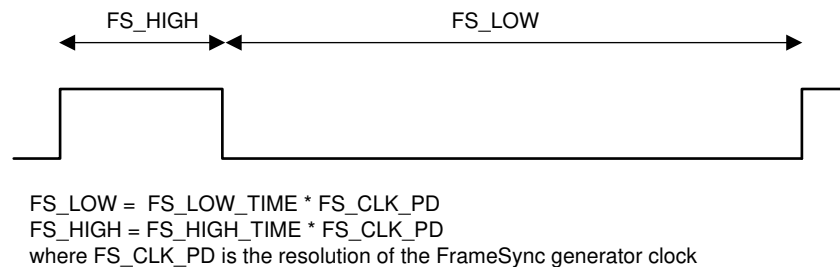 FS_HIGH
FS_LOW
FS_LOW = FS_LOW_TIME * FS_CLK_PD
FS_HIGH = FS_HIGH_TIME * FS_CLK_PD
where FS_CLK_PD is the resolution of the FrameSync generator clock